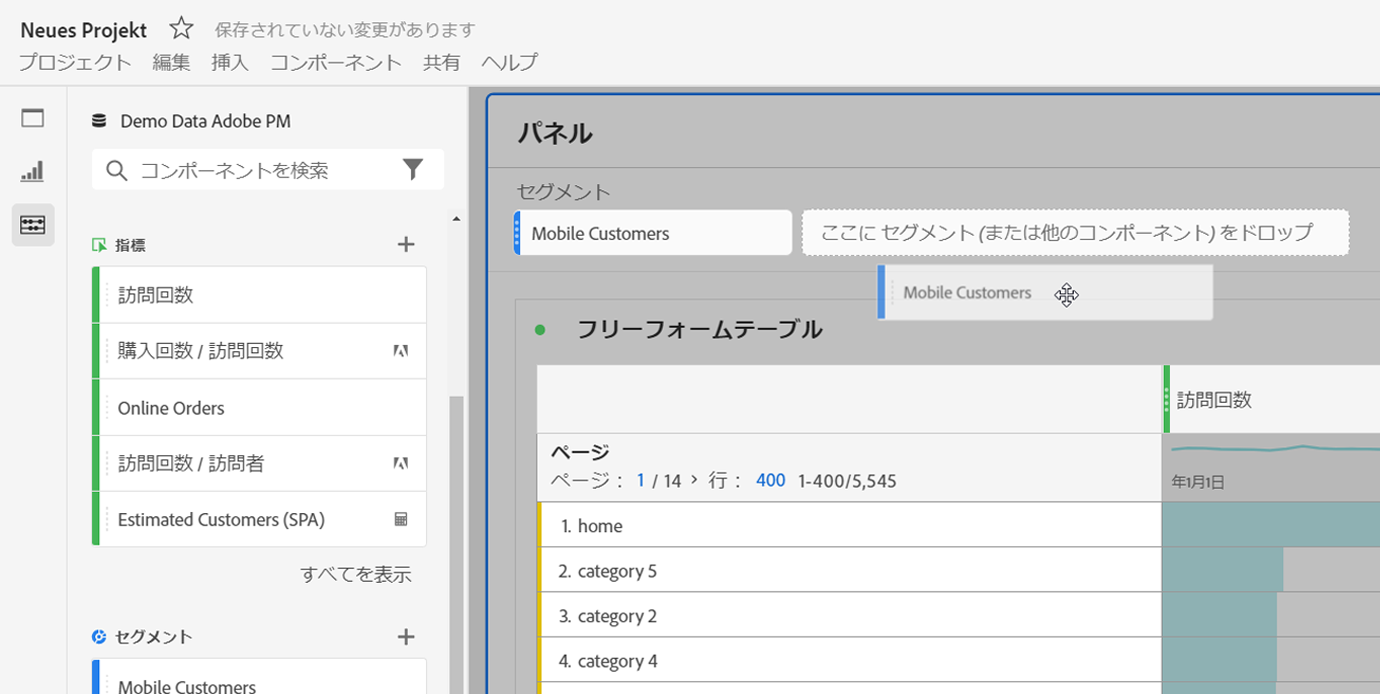 Neues Projekt
保存されていない変更があります
プロジェクト 編集 挿入 コンポーネント 共有 ヘルプ
Demo Data Adobe PM
コンポーネントを検索
指標
訪問回数
購入回数 / 訪問回数
Online Orders
訪問回数 / 訪問者
Estimated Customers (SPA)
すべてを表示
セグメント
Mobile Customers
パネル
セグメント
Mobile Customers
ここに セグメント (または他のコンポーネント) をドロップ
Mobile Customers
フリーフォームテーブル
訪問回数
ページ
ページ： 1 / 14 > 行： 400 1-400/5,545
年1月1日
1. home
2. category 5
3. category 2
4. category 4